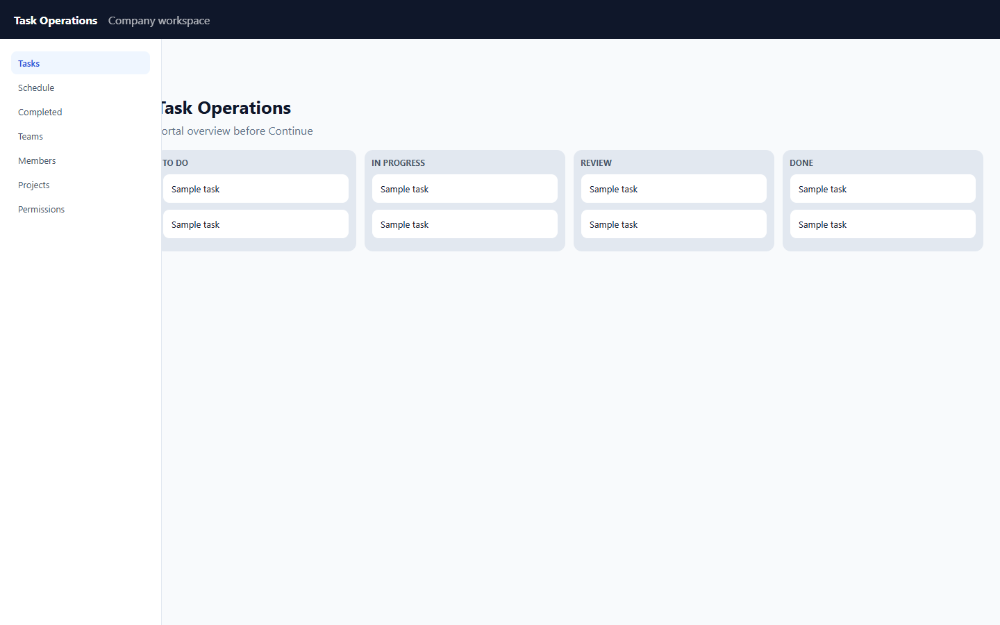 Task Operations Company workspace
Tasks
Schedule
Completed
Teams
Members
Projects
Permissions
Task Operations
ortal overview before Continue
TO DO
Sample task
Sample task
IN PROGRESS
Sample task
Sample task
REVIEW
Sample task
Sample task
DONE
Sample task
Sample task